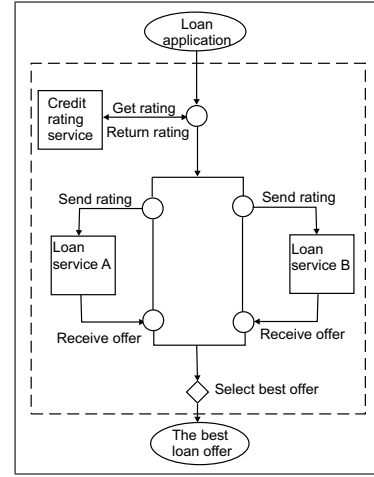 Loan
application
Credit
rating
service
Get rating
Return rating
Send rating
Send rating
Loan
service A
Loan
service B
Receive offer
Receive offer
Select best offer
The best
loan offer